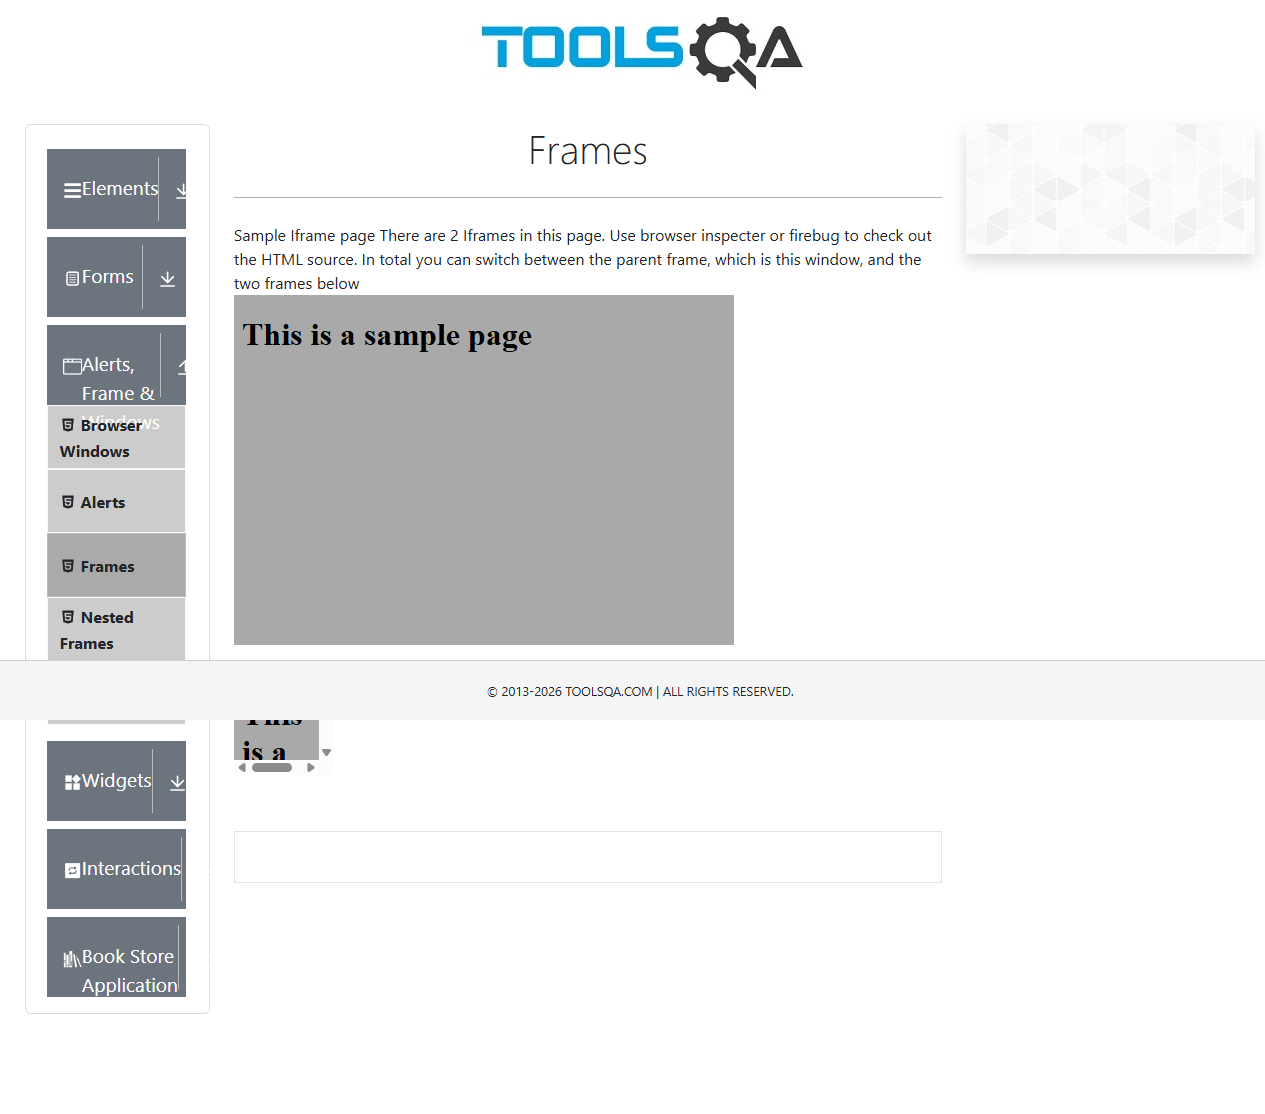 TOOLSQA
Elements
Forms
Alerts,
Frame &
Windows
Browser
Windows
Alerts
Frames
Nested
Frames
Widgets
Interactions
Book Store
Application
Frames
Sample Iframe page There are 2 Iframes in this page. Use browser inspecter or firebug to check out
the HTML source. In total you can switch between the parent frame, which is this window, and the
two frames below
This is a sample page
© 2013-2026 TOOLSQA.COM | ALL RIGHTS RESERVED.
This
is a